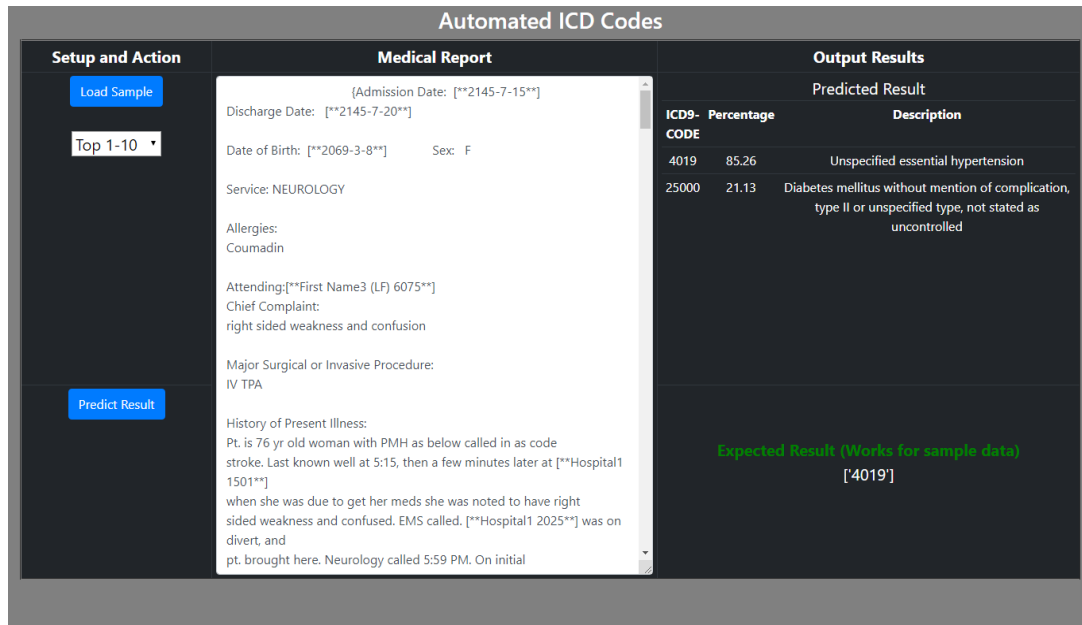 Automated ICD Codes
Setup and Action
Medical Report
Output Results
Load Sample
Top 1-10
Predict Result
{Admission Date:  [**2145-7-15**]
Discharge Date:   [**2145-7-20**]
Date of Birth:  [**2069-3-8**]             Sex:   F
Service: NEUROLOGY
Allergies:
Coumadin
Attending:[**First Name3 (LF) 6075**]
Chief Complaint:
right sided weakness and confusion
Major Surgical or Invasive Procedure:
IV TPA
History of Present Illness:
Pt. is 76 yr old woman with PMH as below called in as code
stroke. Last known well at 5:15, then a few minutes later at [**Hospital1
1501**]
when she was due to get her meds she was noted to have right
sided weakness and confused. EMS called. [**Hospital1 2025**] was on
divert, and
pt. brought here. Neurology called 5:59 PM. On initial
Predicted Result
ICD9-CODE Percentage Description
4019 85.26 Unspecified essential hypertension
25000 21.13 Diabetes mellitus without mention of complication,
type II or unspecified type, not stated as
uncontrolled
Expected Result (Works for sample data)
['4019']